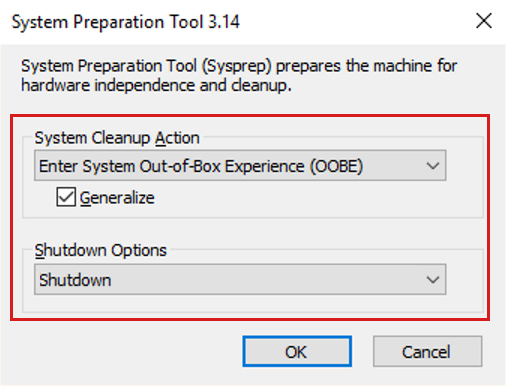 System Preparation Tool 3.14
System Preparation Tool (Sysprep) prepares the machine for
hardware independence and cleanup.
System Cleanup Action
Enter System Out-of-Box Experience (OOBE)
Generalize
Shutdown Options
Shutdown
OK
Cancel